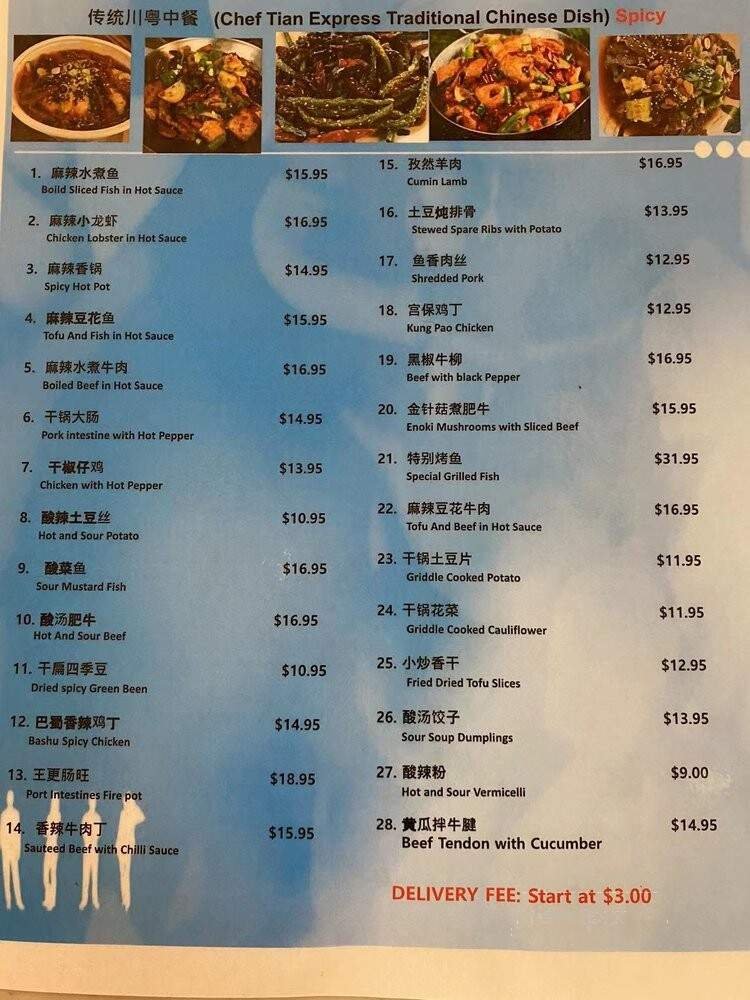 传统川粤中餐 (Chef Tian Express Traditional Chinese Dish) Spicy
1. 麻辣水煮鱼 $15.95
Boild Sliced Fish in Hot Sauce
2. 麻辣小龙虾 $16.95
Chicken Lobster in Hot Sauce
3. 麻辣香锅 $14.95
Spicy Hot Pot
4. 麻辣豆花鱼 $15.95
Tofu And Fish in Hot Sauce
5. 麻辣水煮牛肉 $16.95
Boiled Beef in Hot Sauce
6. 干锅大肠 $14.95
Pork intestine with Hot Pepper
7. 干椒仔鸡 $13.95
Chicken with Hot Pepper
8. 酸辣土豆丝 $10.95
Hot and Sour Potato
9. 酸菜鱼 $16.95
Sour Mustard Fish
10. 酸汤肥牛 $16.95
Hot And Sour Beef
11. 干扁四季豆 $10.95
Dried spicy Green Been
12. 巴蜀香辣鸡丁 $14.95
Bashu Spicy Chicken
13. 王更肠旺 $18.95
Port Intestines Fire pot
14. 香辣牛肉丁 $15.95
Sauteed Beef with Chilli Sauce
15. 孜然羊肉 $16.95
Cumin Lamb
16. 土豆炖排骨 $13.95
Stewed Spare Ribs with Potato
17. 鱼香肉丝 $12.95
Shredded Pork
18. 宫保鸡丁 $12.95
Kung Pao Chicken
19. 黑椒牛柳 $16.95
Beef with black Pepper
20. 金针菇煮肥牛 $15.95
Enoki Mushrooms with Sliced Beef
21. 特别烤鱼 $31.95
Special Grilled Fish
22. 麻辣豆花牛肉 $16.95
Tofu And Beef in Hot Sauce
23. 干锅土豆片 $11.95
Griddle Cooked Potato
24. 干锅花菜 $11.95
Griddle Cooked Cauliflower
25. 小炒香干 $12.95
Fried Dried Tofu Slices
26. 酸汤饺子 $13.95
Sour Soup Dumplings
27. 酸辣粉 $9.00
Hot and Sour Vermicelli
28. 黄瓜拌牛腱 $14.95
Beef Tendon with Cucumber
DELIVERY FEE: Start at $3.00